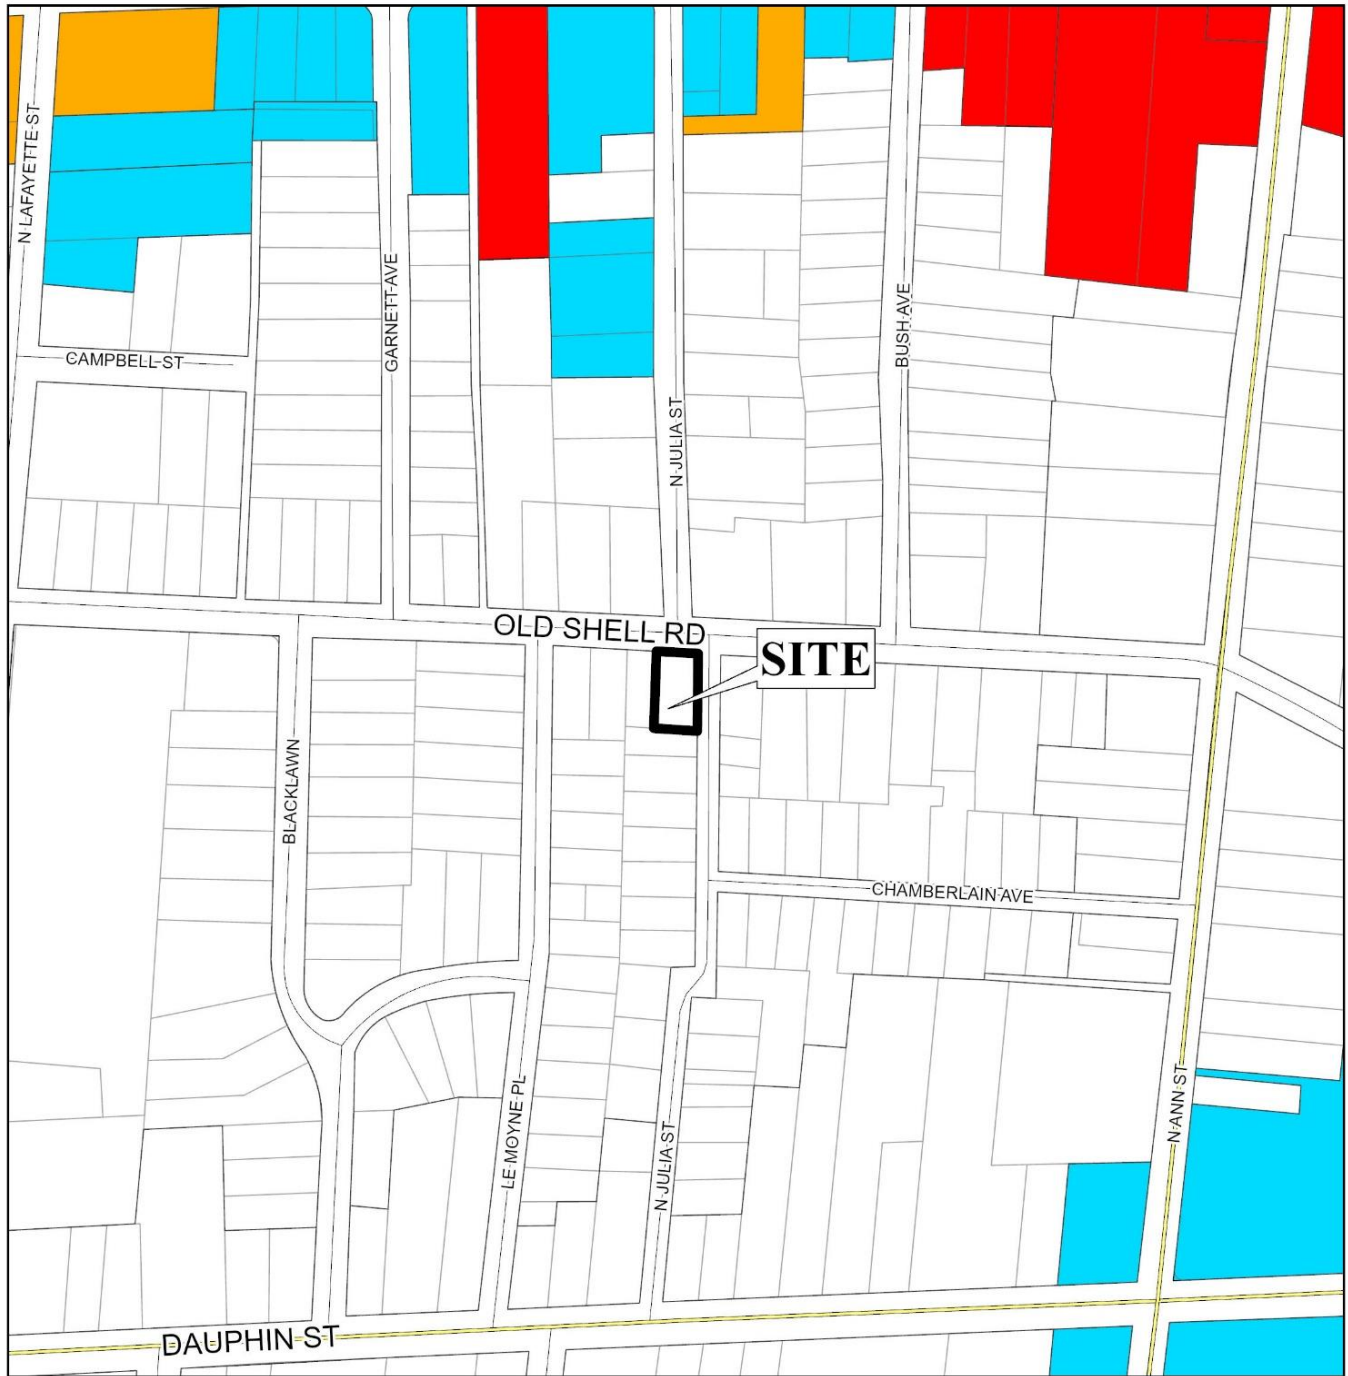 N LAFAYETTE ST
CAMPBELL ST
GARNETT AVE
N JULIA ST
BUSH AVE
OLD SHELL RD
SITE
BLACKLAWN
CHAMBERLAIN AVE
LE MOYNE PL
N JULIA ST
N ANN ST
DAUPHIN ST